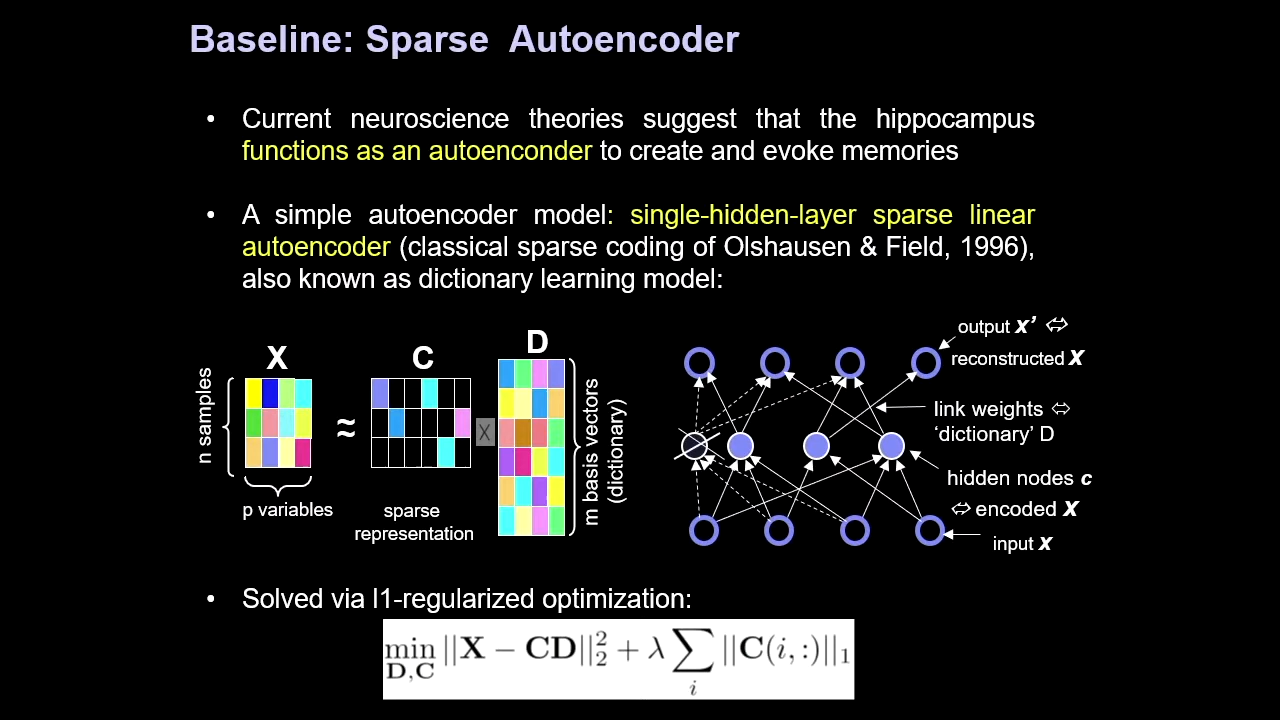 Baseline: Sparse Autoencoder
• Current neuroscience theories suggest that the hippocampus
functions as an autoenconder to create and evoke memories
• A simple autoencoder model: single-hidden-layer sparse linear
autoencoder (classical sparse coding of Olshausen & Field, 1996),
also known as dictionary learning model:
X
n samples
p variables
≈
C
sparse
representation
X
D
m basis vectors
(dictionary)
output x’ ⇔
reconstructed x
link weights ⇔
‘dictionary’ D
hidden nodes c
⇔ encoded x
input x
• Solved via l1-regularized optimization:
min ||X − CD||₂² + λ ∑ ||C(i,:)||₁
D,C i